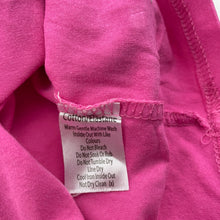 Cotton/Elastane
Warm Gentle Machine Wash
Inside Out With Like
Colours
Do Not Bleach
Do Not Soak Or Rub
Do Not Tumble Dry
Line Dry
Cool Iron Inside Out
Not Dry Clean